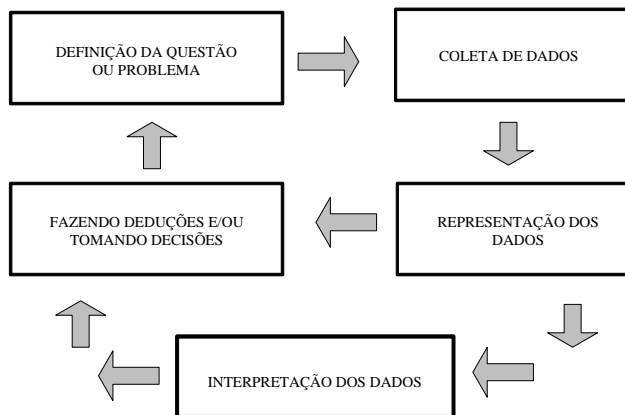 DEFINIÇÃO DA QUESTÃO
OU PROBLEMA
COLETA DE DADOS
FAZENDO DEDUÇÕES E/OU
TOMANDO DECISÕES
REPRESENTAÇÃO DOS
DADOS
INTERPRETAÇÃO DOS DADOS